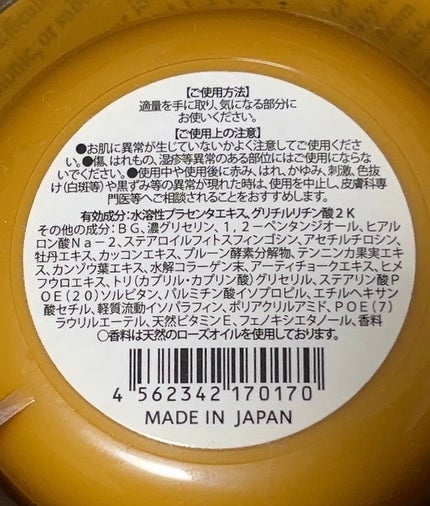 【ご使用方法】
適量を手に取り、気になる部分に
お使いください。
【ご使用上の注意】
●お肌に異常が生じていないかよく注意してご使用くださ
い。●傷、はれもの、湿疹等異常のある部位にはご使用にならな
いでください。●使用中や使用後に赤み、はれ、かゆみ、刺激、色抜
け(白斑等)や黒ずみ等の異常が現れた時は、使用を中止し、皮膚科専
門医等へご相談されることをおすすめします。
有効成分:水溶性プラセンタエキス、グリチルリチン酸2K
その他の成分:BG、濃グリセリン、1,2-ペンタンジオール、ヒアル
ロン酸Na-2、ステアロイルフィトスフィンゴシン、アセチルチロシン、
牡丹エキス、カッコンエキス、プルーン酵素分解物、テンニンカ果実エキ
ス、カンゾウ葉エキス、水解コラーゲン末、アーティチョークエキス、ヒメ
フウロエキス、トリ(カプリル・カプリン酸)グリセリル、ステアリン酸P
OE(20)ソルビタン、パルミチン酸イソプロピル、エチルヘキサン
酸セチル、軽質流動イソパラフィン、ポリアクリルアミド、POE(7)
ラウリルエーテル、天然ビタミンE、フェノキシエタノール、香料
○香料は天然のローズオイルを使用しております。
4 562342 170170
MADE IN JAPAN